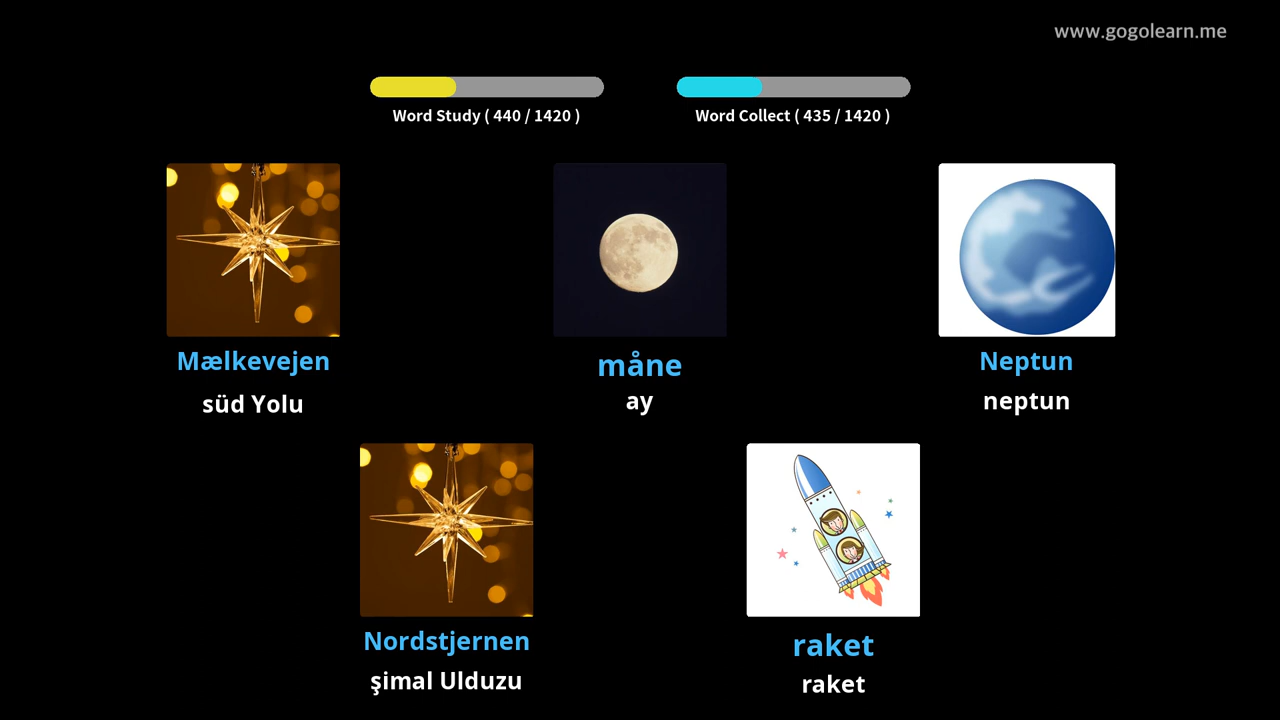 www.gogolearn.me
Word Study ( 440 / 1420 )
Word Collect ( 435 / 1420 )
Mælkevejen
süd Yolu
måne
ay
Neptun
neptun
Nordstjernen
şimal Ulduzu
raket
raket